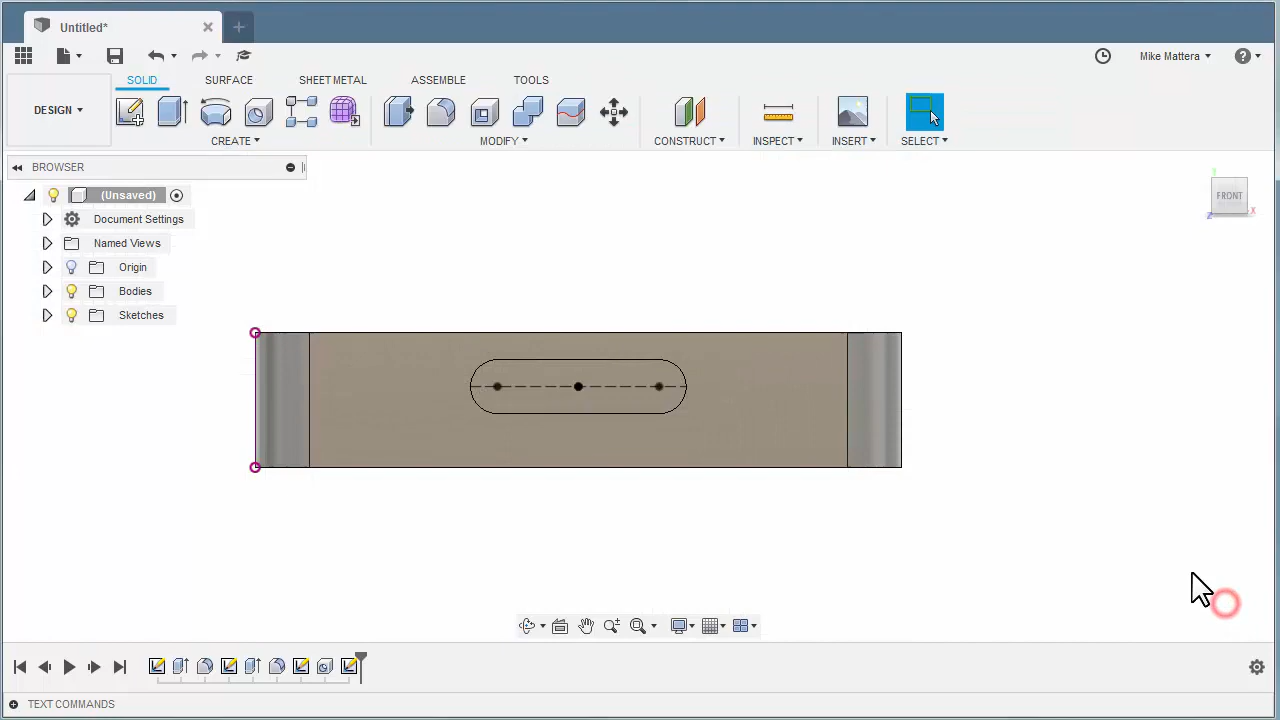 Untitled*
Mike Mattera
DESIGN
SOLID SURFACE SHEET METAL ASSEMBLE TOOLS
CREATE MODIFY CONSTRUCT INSPECT INSERT SELECT
BROWSER
(Unsaved)
Document Settings
Named Views
Origin
Bodies
Sketches
FRONT
X
Y
Z
TEXT COMMANDS